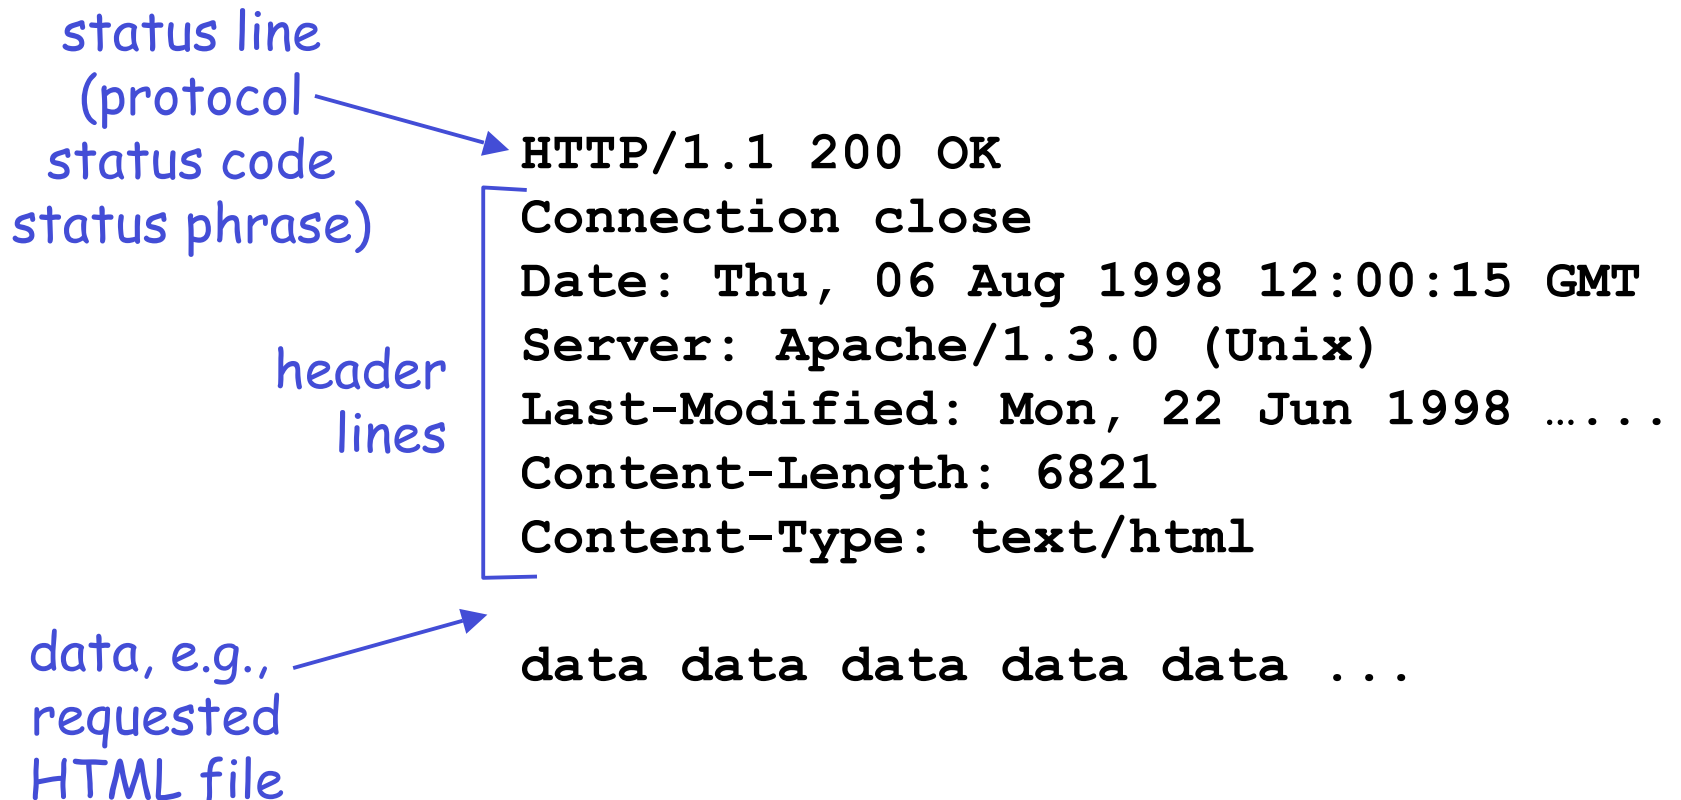 status line
(protocol
status code
status phrase)
HTTP/1.1 200 OK
Connection close
Date: Thu, 06 Aug 1998 12:00:15 GMT
Server: Apache/1.3.0 (Unix)
Last-Modified: Mon, 22 Jun 1998 …...
Content-Length: 6821
Content-Type: text/html
header
lines
data, e.g.,
requested
HTML file
data data data data data ...